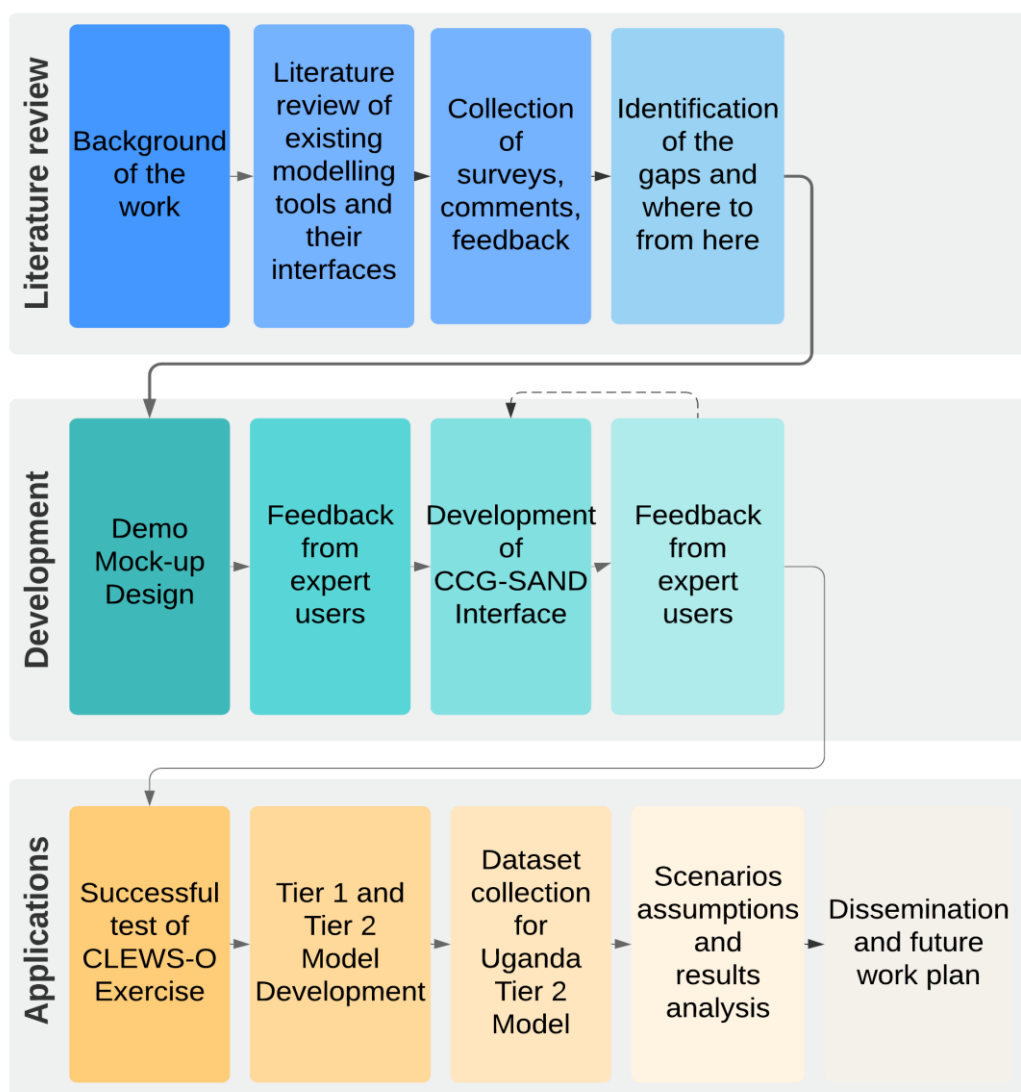 Literature review
Background
of the
work
Literature
review of
existing
modelling
tools and
their
interfaces
Collection
of
surveys,
comments,
feedback
Identification
of the
gaps and
where to
from here
Development
Demo
Mock-up
Design
Feedback
from
expert
users
Development
of
CCG-SAND
Interface
Feedback
from
expert
users
Applications
Successful
test of
CLEWS-O
Exercise
Tier 1 and
Tier 2
Model
Development
Dataset
collection
for
Uganda
Tier 2
Model
Scenarios
assumptions
and
results
analysis
Dissemination
and future
work plan